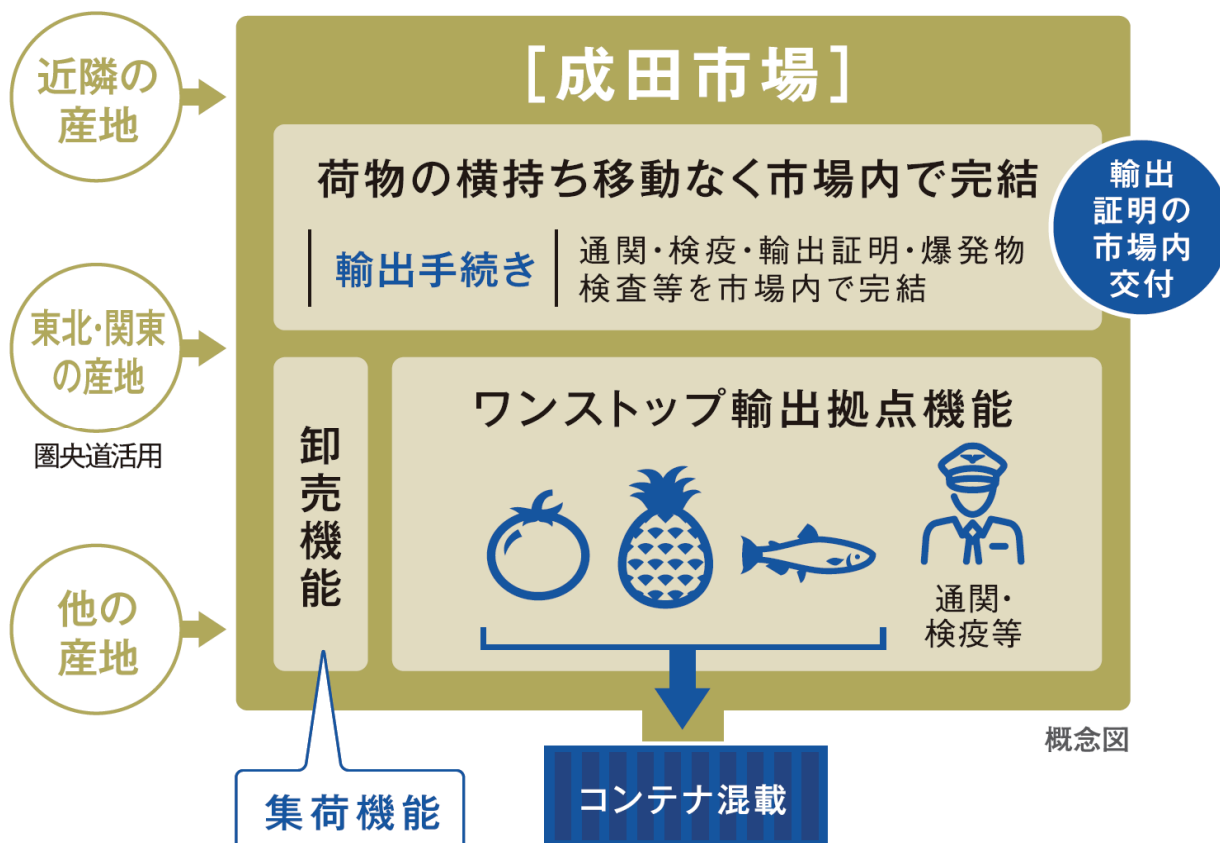 近隣の
産地
東北・関東
の産地
圏央道活用
他の
産地
[成田市場]
荷物の横持ち移動なく市場内で完結
輸出手続き
通関・検疫・輸出証明・爆発物
検査等を市場内で完結
輸出
証明の
市場内
交付
卸売機能
ワンストップ輸出拠点機能
通関・
検疫等
集荷機能
コンテナ混載
概念図